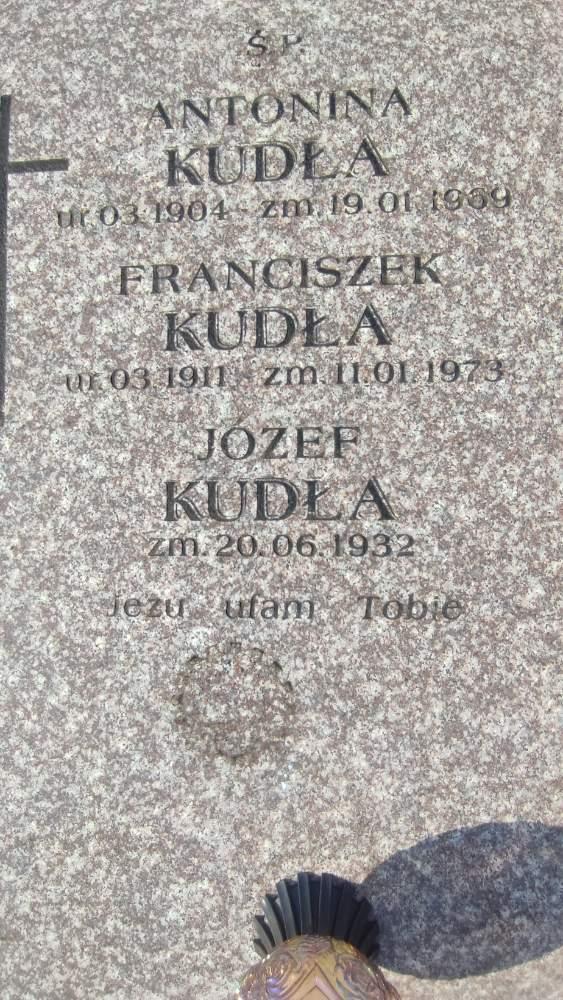 Ś.P.
ANTONINA
KUDŁA
ur.03.1904 - zm.19.01.1969
FRANCISZEK
KUDŁA
ur.03.1911 - zm.11.01.1973
JÓZEF
KUDŁA
zm.20.06.1932
Jezu ufam Tobie